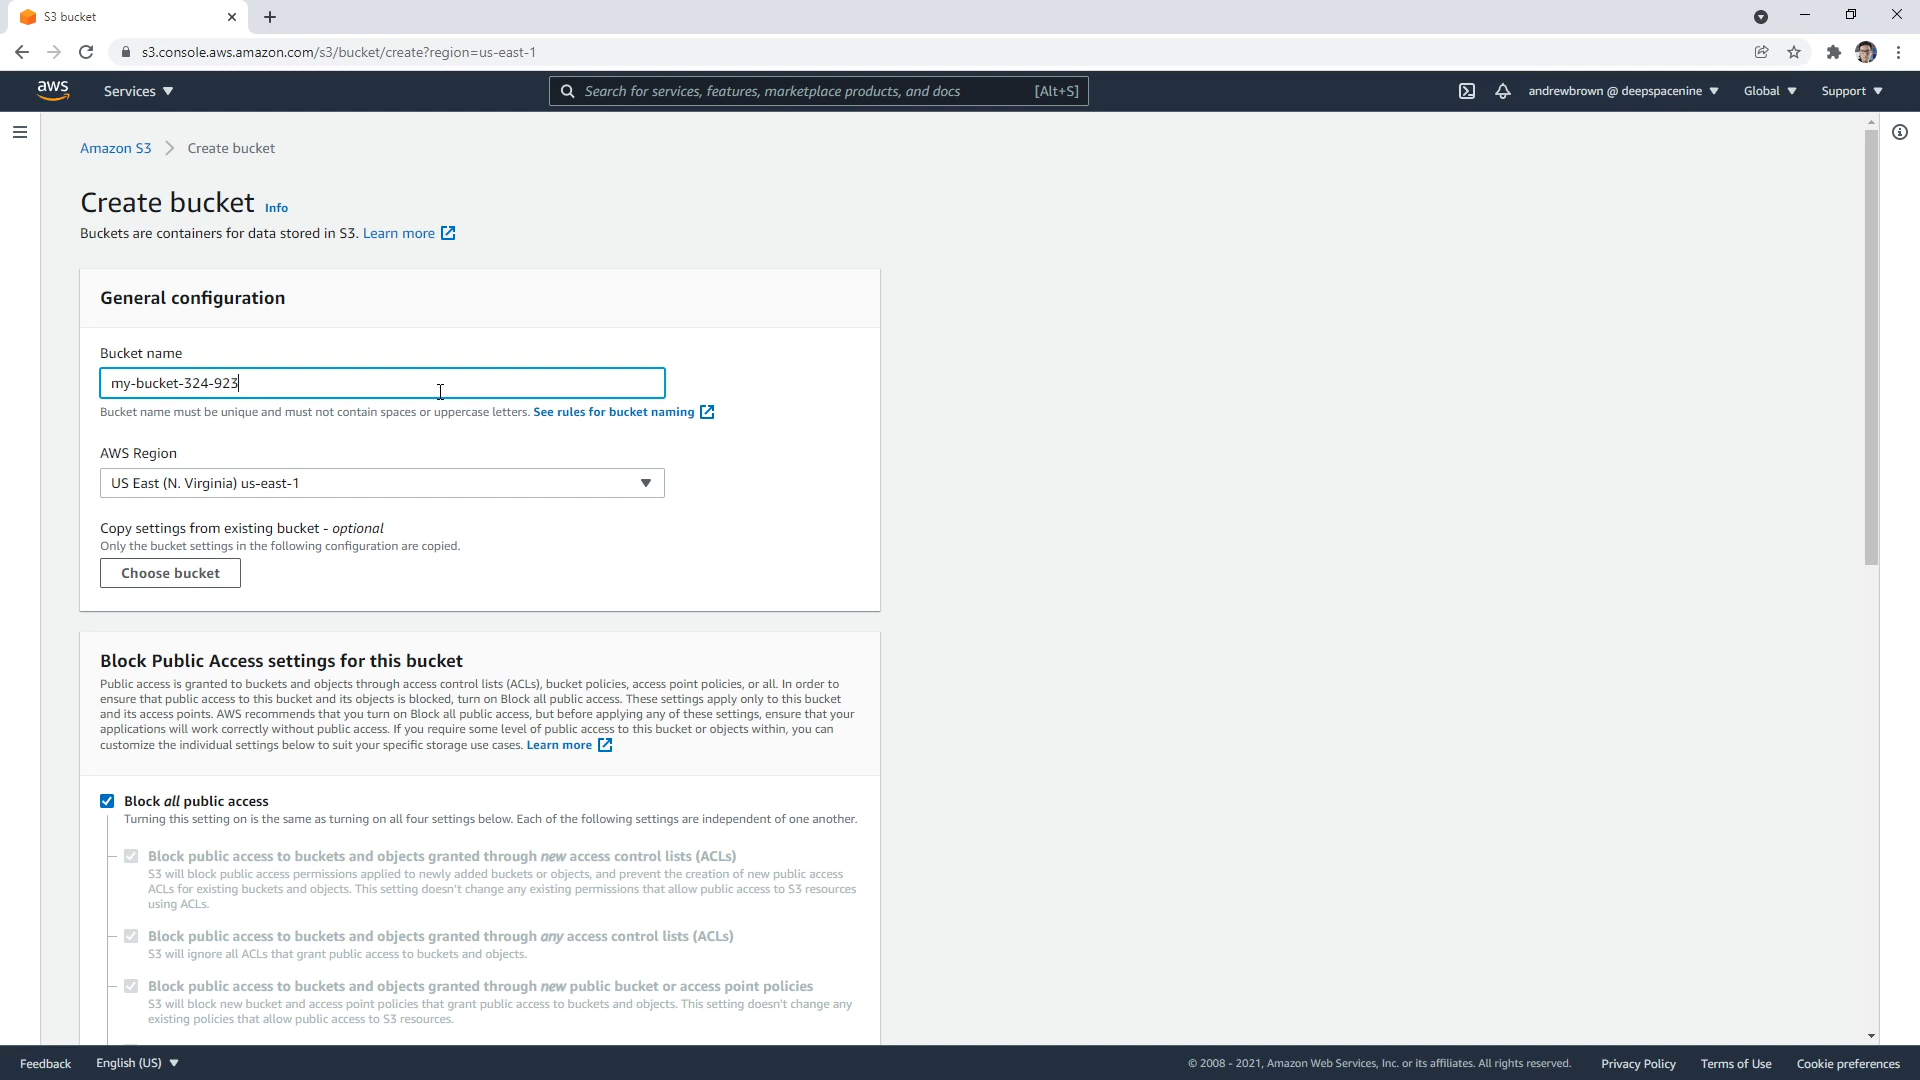 S3 bucket
s3.console.aws.amazon.com/s3/bucket/create?region=us-east-1
aws
Services
Search for services, features, marketplace products, and docs [Alt+S]
andrewbrown @ deepspacenine
Global
Support
Amazon S3
Create bucket
Create bucket Info
Buckets are containers for data stored in S3. Learn more
General configuration
Bucket name
my-bucket-324-923
Bucket name must be unique and must not contain spaces or uppercase letters. See rules for bucket naming
AWS Region
US East (N. Virginia) us-east-1
Copy settings from existing bucket - optional
Only the bucket settings in the following configuration are copied.
Choose bucket
Block Public Access settings for this bucket
Public access is granted to buckets and objects through access control lists (ACLs), bucket policies, access point policies, or all. In order to
ensure that public access to this bucket and its objects is blocked, turn on Block all public access. These settings apply only to this bucket
and its access points. AWS recommends that you turn on Block all public access, but before applying any of these settings, ensure that your
applications will work correctly without public access. If you require some level of public access to this bucket or objects within, you can
customize the individual settings below to suit your specific storage use cases. Learn more
Block all public access
Turning this setting on is the same as turning on all four settings below. Each of the following settings are independent of one another.
Block public access to buckets and objects granted through new access control lists (ACLs)
S3 will block public access permissions applied to newly added buckets or objects, and prevent the creation of new public access
ACLs for existing buckets and objects. This setting doesn't change any existing permissions that allow public access to S3 resources
using ACLs.
Block public access to buckets and objects granted through any access control lists (ACLs)
S3 will ignore all ACLs that grant public access to buckets and objects.
Block public access to buckets and objects granted through new public bucket or access point policies
S3 will block new bucket and access point policies that grant public access to buckets and objects. This setting doesn't change any
existing policies that allow public access to S3 resources.
Feedback
English (US)
© 2008 - 2021, Amazon Web Services, Inc. or its affiliates. All rights reserved.
Privacy Policy
Terms of Use
Cookie preferences